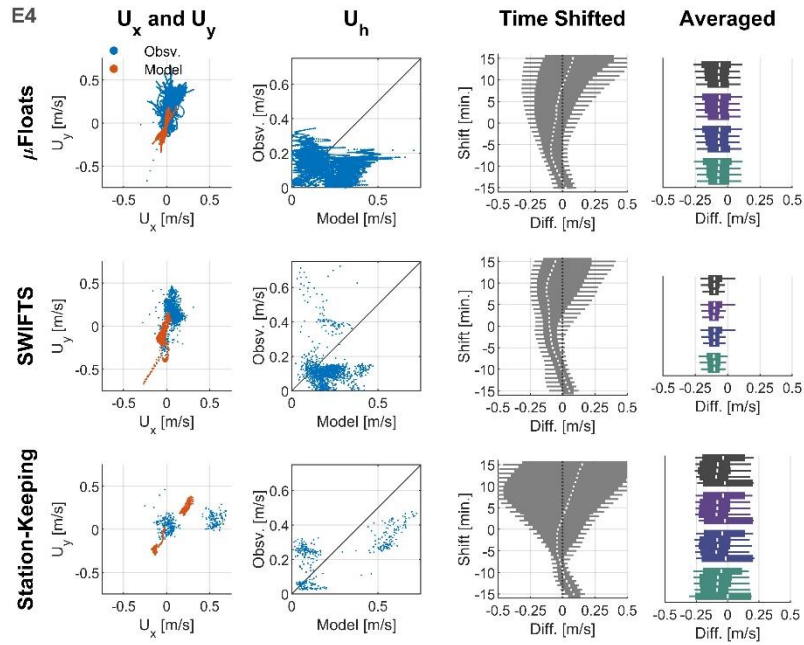 E4
U_x and U_y
U_h
Time Shifted
Averaged
μFloats
Obsv.
Model
0.5
0
-0.5
U_y [m/s]
-0.5 0 0.5
U_x [m/s]
0.6
0.4
0.2
0
Obsv. [m/s]
0 0.5
Model [m/s]
15
10
5
0
-5
-10
-15
Shift [min.]
-0.5 -0.25 0 0.25 0.5
Diff. [m/s]
-0.5 -0.25 0 0.25 0.5
Diff. [m/s]
SWIFTS
0.5
0
-0.5
U_y [m/s]
-0.5 0 0.5
U_x [m/s]
0.6
0.4
0.2
0
Obsv. [m/s]
0 0.5
Model [m/s]
15
10
5
0
-5
-10
-15
Shift [min.]
-0.5 -0.25 0 0.25 0.5
Diff. [m/s]
-0.5 -0.25 0 0.25 0.5
Diff. [m/s]
Station-Keeping
0.5
0
-0.5
U_y [m/s]
-0.5 0 0.5
U_x [m/s]
0.6
0.4
0.2
0
Obsv. [m/s]
0 0.5
Model [m/s]
15
10
5
0
-5
-10
-15
Shift [min.]
-0.5 -0.25 0 0.25 0.5
Diff. [m/s]
-0.5 -0.25 0 0.25 0.5
Diff. [m/s]